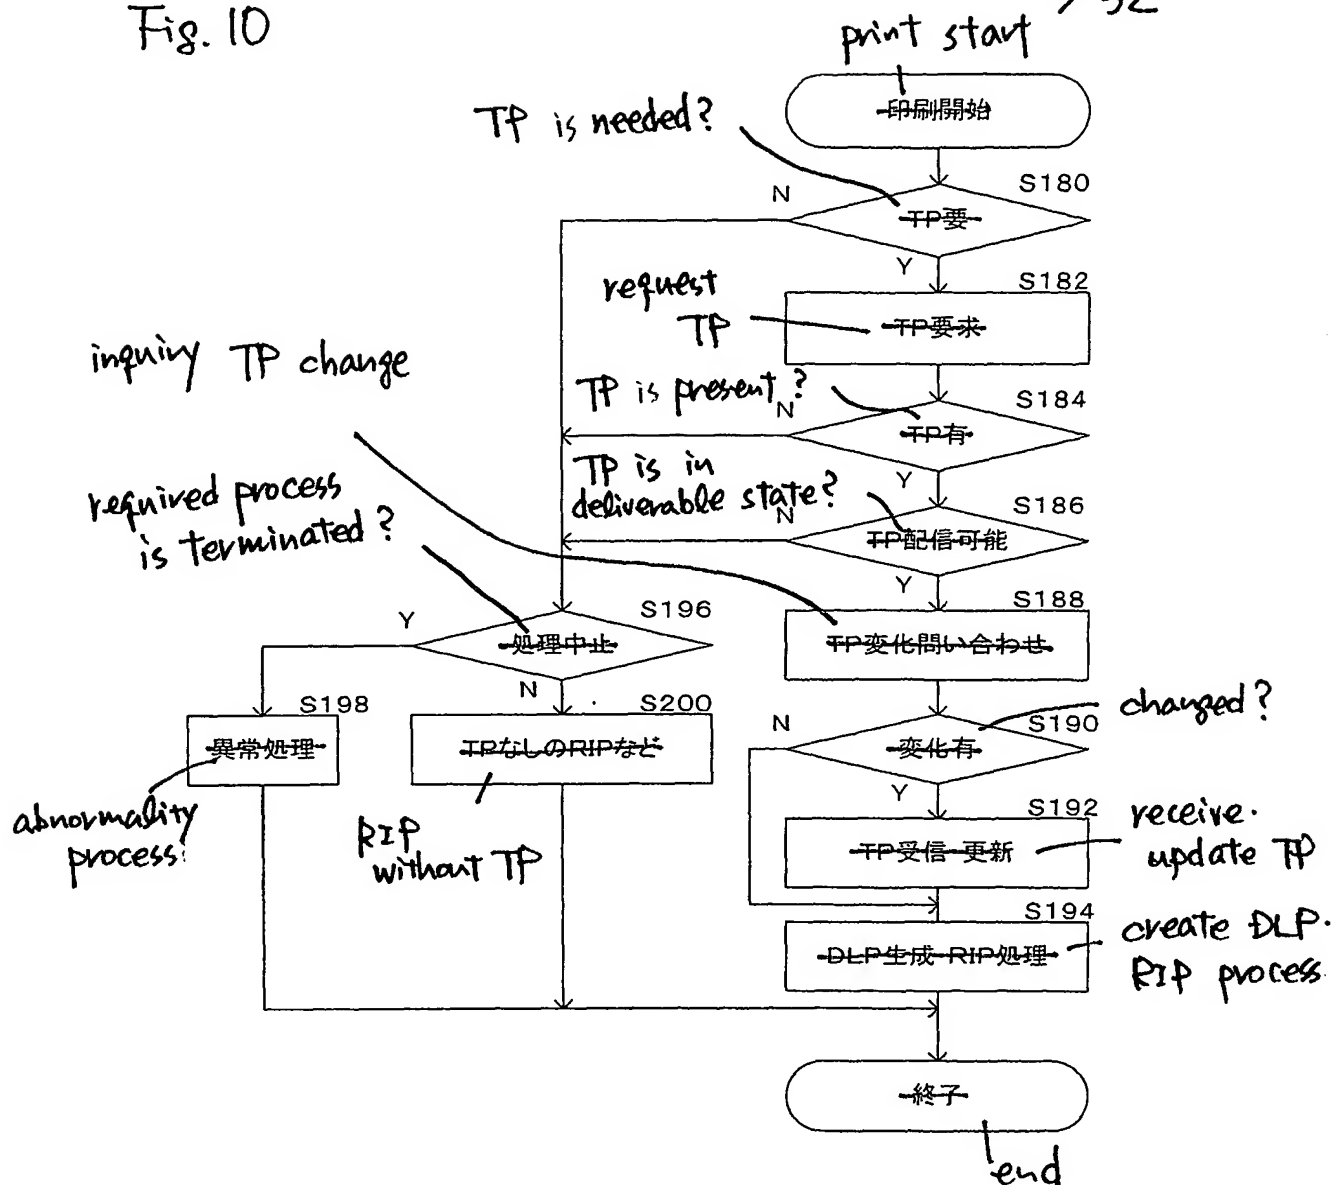 Fig. 10
/32
print start
印刷開始
TP is needed?
S180
N
TP要
Y
S182
request
TP
TP要求
inquiry TP change
TP is present?
N
S184
TP有
Y
TP is in
deliverable state?
N
S186
TP配信可能
Y
required process
is terminated?
S188
TP変化問い合わせ
S196
Y
処理中止
N
changed?
S190
N
変化有
Y
S198
異常処理
S200
TPなしのRIPなど
abnormality
process
RIP
without TP
S192
TP受信・更新
receive.
update TP
S194
DLP生成・RIP処理
create DLP.
RIP process
終了
end